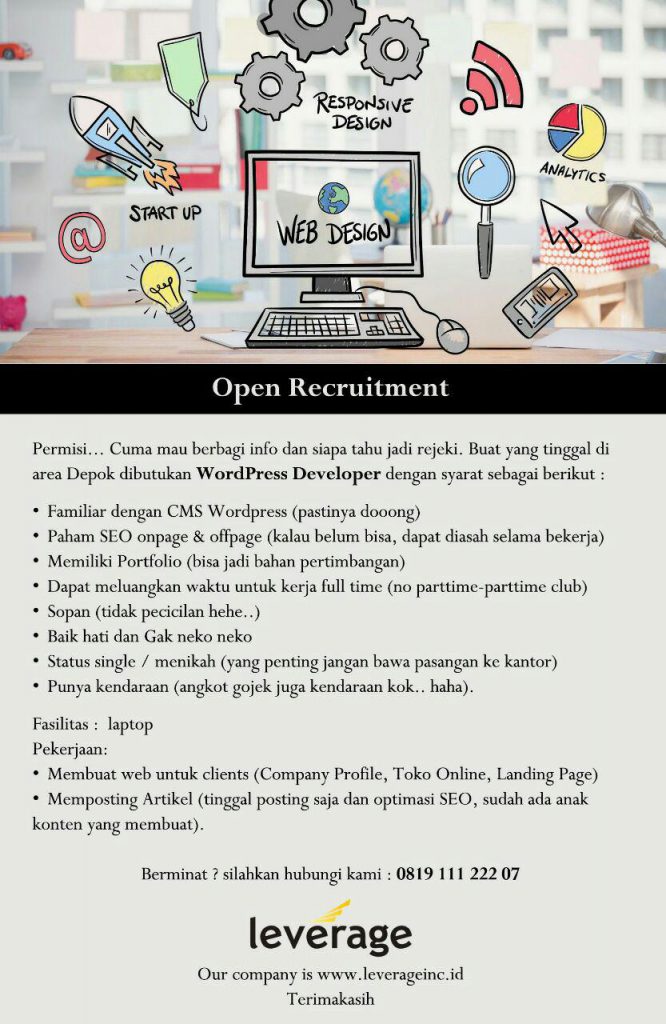 RESPONSIVE
DESIGN
ANALYTICS
START UP
@
WEB DESIGN
Open Recruitment
Permisi... Cuma mau berbagi info dan siapa tahu jadi rejeki. Buat yang tinggal di
area Depok dibutukan WordPress Developer dengan syarat sebagai berikut :
• Familiar dengan CMS Wordpress (pastinya dooong)
• Paham SEO onpage & offpage (kalau belum bisa, dapat diasah selama bekerja)
• Memiliki Portfolio (bisa jadi bahan pertimbangan)
• Dapat meluangkan waktu untuk kerja full time (no parttime-parttime club)
• Sopan (tidak pecicilan hehe..)
• Baik hati dan Gak neko neko
• Status single / menikah (yang penting jangan bawa pasangan ke kantor)
• Punya kendaraan (angkot gojek juga kendaraan kok.. haha).
Fasilitas : laptop
Pekerjaan:
• Membuat web untuk clients (Company Profile, Toko Online, Landing Page)
• Memposting Artikel (tinggal posting saja dan optimasi SEO, sudah ada anak
konten yang membuat).
Berminat ? silahkan hubungi kami : 0819 111 222 07
leverage
Our company is www.leverageinc.id
Terimakasih